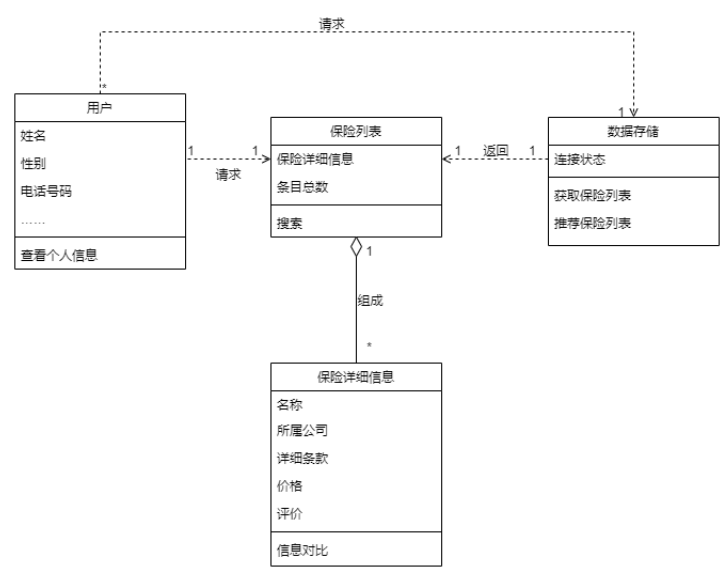 请求
*
1
用户
姓名
性别
电话号码
……
查看个人信息
1
1
请求
保险列表
保险详细信息
条目总数
搜索
1
返回
1
数据存储
连接状态
获取保险列表
推荐保险列表
1
组成
*
保险详细信息
名称
所属公司
详细条款
价格
评价
信息对比